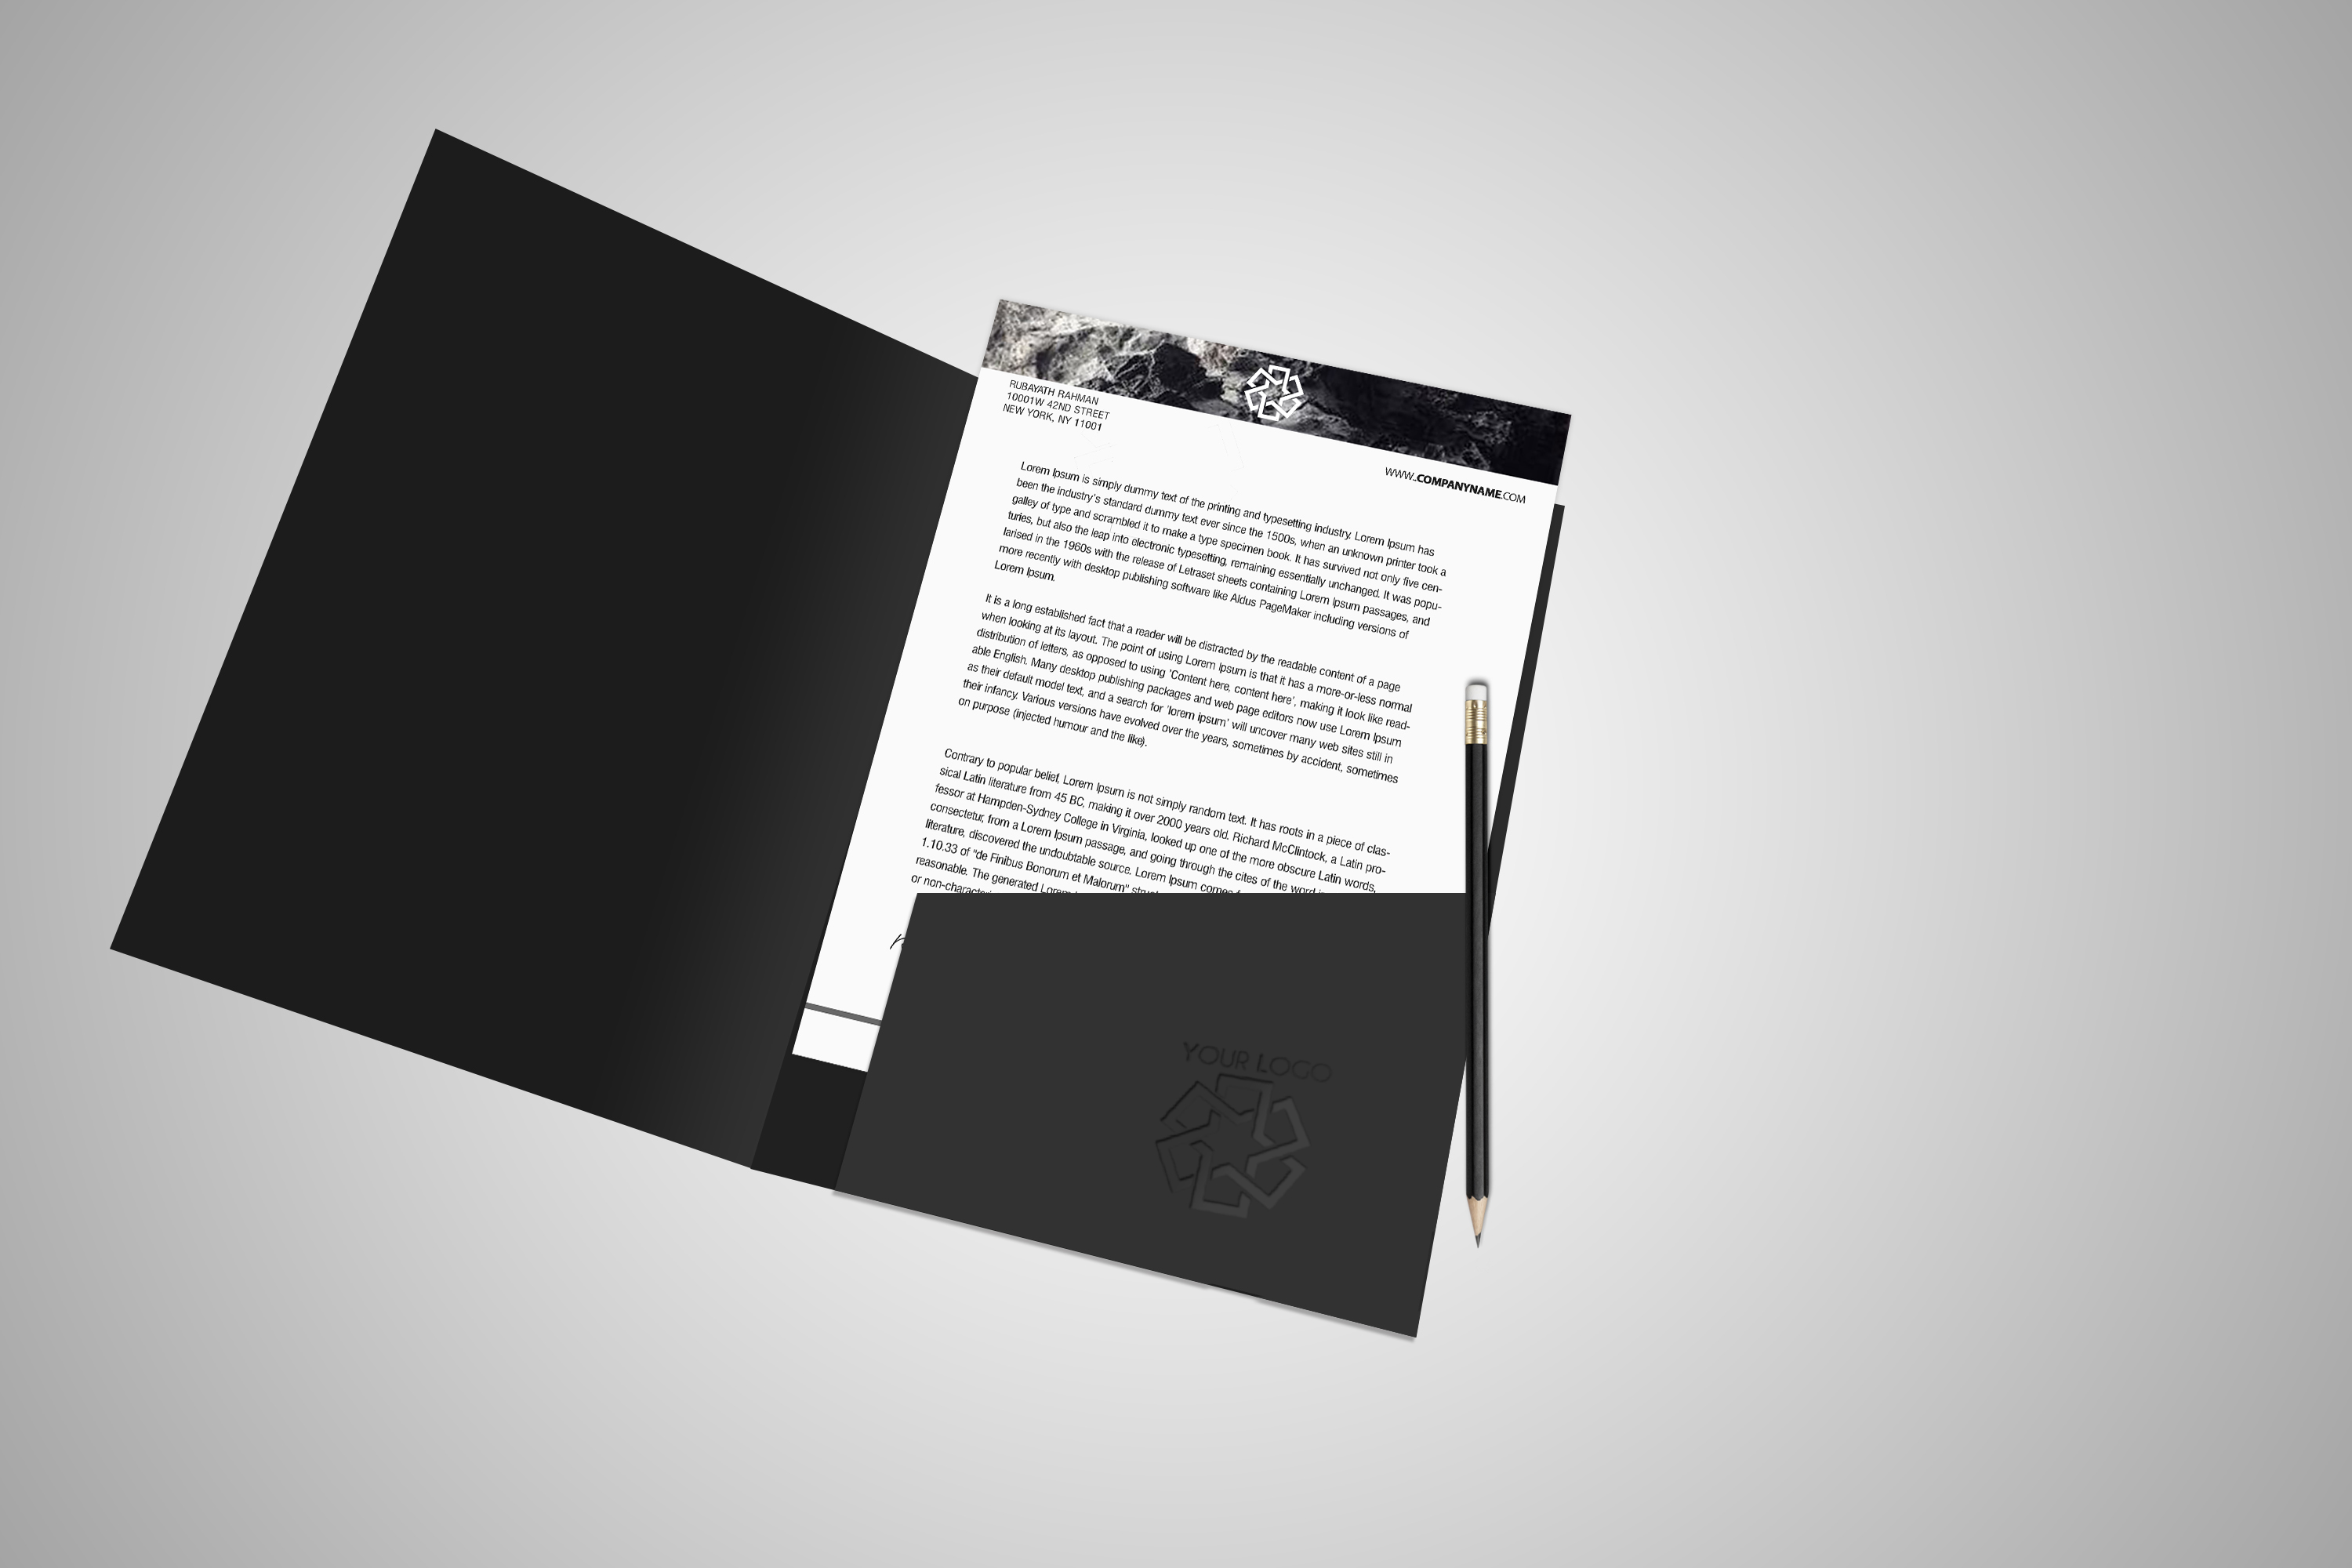 RUBAYATH RAHMAN
10001W 42ND STREET
NEW YORK, NY 11001
WWW.COMPANYNAME.COM
Lorem Ipsum is simply dummy text of the printing and typesetting industry. Lorem Ipsum has
been the industry's standard dummy text ever since the 1500s, when an unknown printer took a
galley of type and scrambled it to make a type specimen book. It has survived not only five cen-
turies, but also the leap into electronic typesetting, remaining essentially unchanged. It was popu-
larised in the 1960s with the release of Letraset sheets containing Lorem Ipsum passages, and
more recently with desktop publishing software like Aldus PageMaker including versions of
Lorem Ipsum.
It is a long established fact that a reader will be distracted by the readable content of a page
when looking at its layout. The point of using Lorem Ipsum is that it has a more-or-less normal
distribution of letters, as opposed to using 'Content here, content here', making it look like read-
able English. Many desktop publishing packages and web page editors now use Lorem Ipsum
as their default model text, and a search for 'lorem ipsum' will uncover many web sites still in
their infancy. Various versions have evolved over the years, sometimes by accident, sometimes
on purpose (injected humour and the like).
Contrary to popular belief, Lorem Ipsum is not simply random text. It has roots in a piece of clas-
sical Latin literature from 45 BC, making it over 2000 years old. Richard McClintock, a Latin pro-
fessor at Hampden-Sydney College in Virginia, looked up one of the more obscure Latin words,
consectetur, from a Lorem Ipsum passage, and going through the cites of the word
literature, discovered the undoubtable source. Lorem Ipsum comes
1.10.33 of "de Finibus Bonorum et Malorum"
reasonable. The generated Lorem
or
YOUR LOGO